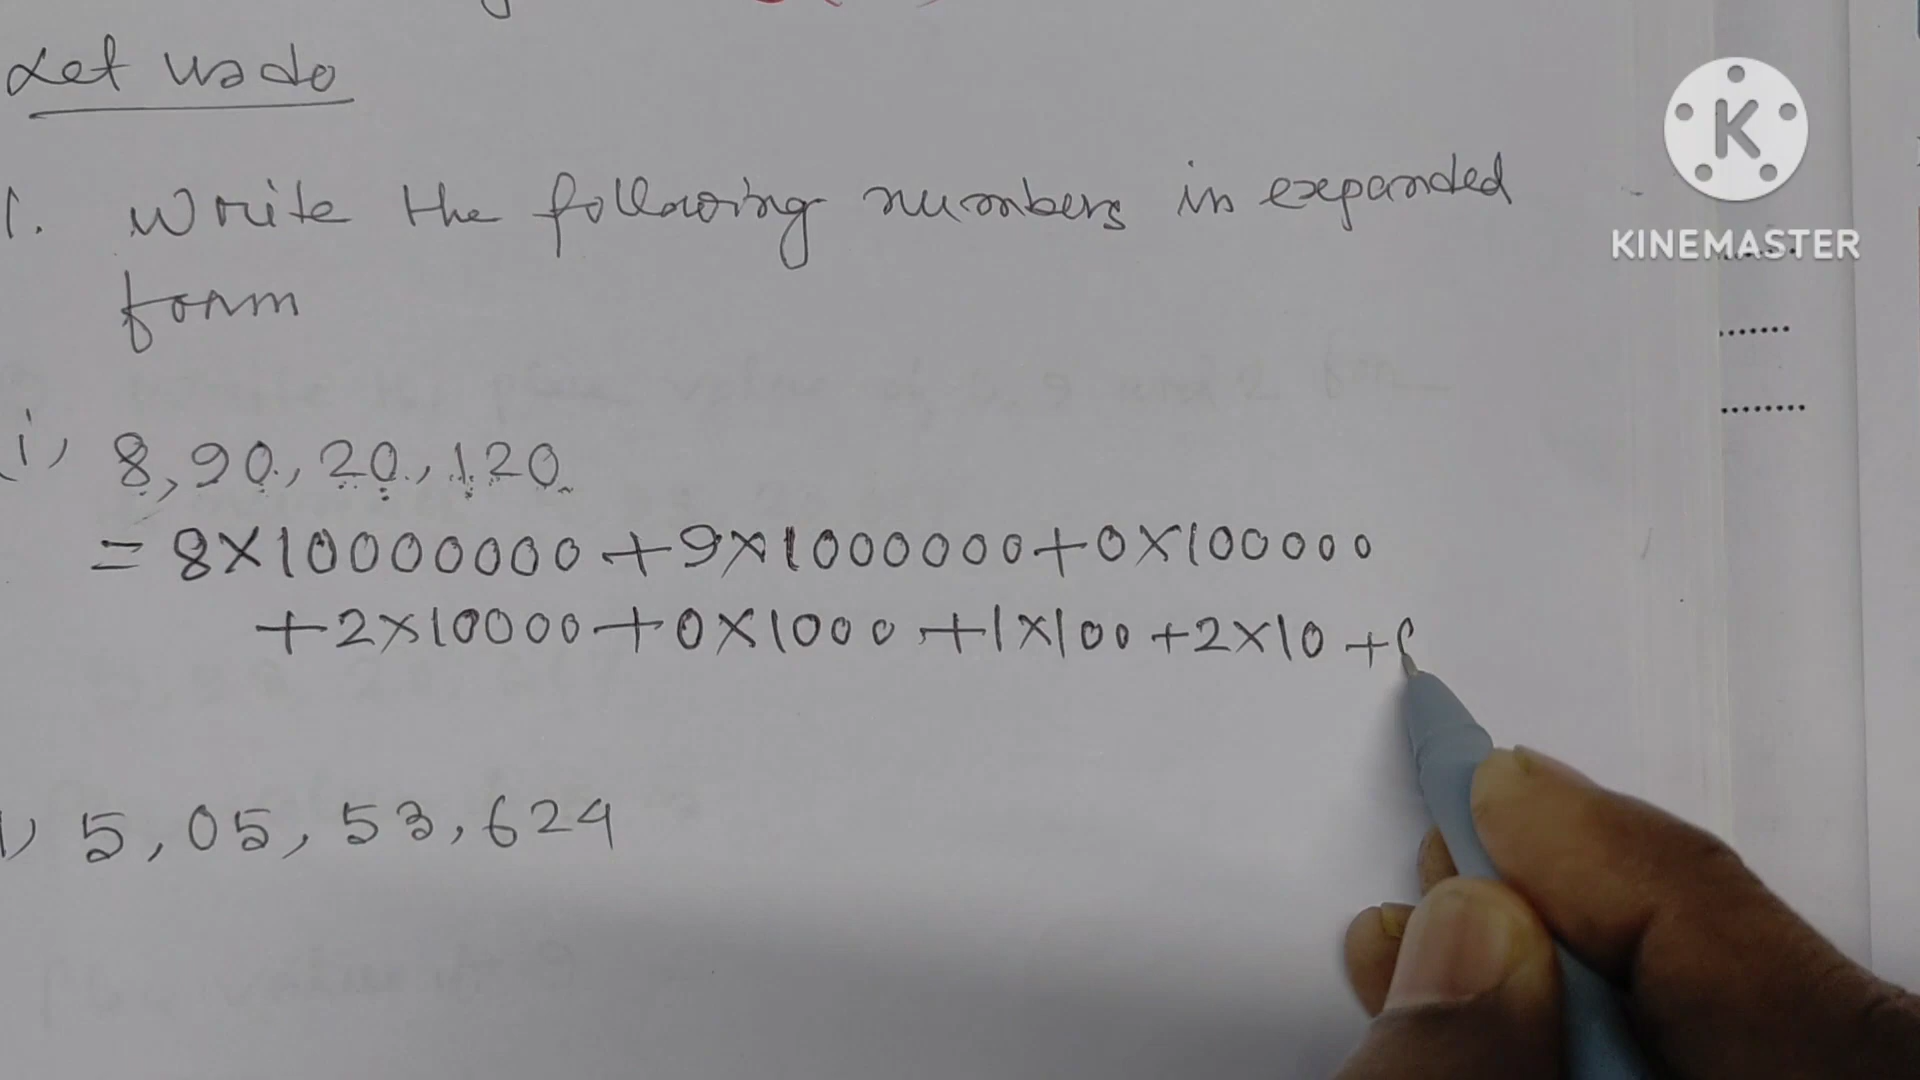 Let us do
KINEMASTER
1. Write the following numbers in expanded
form
i) 8,90,20,120
= 8×10000000+9×1000000+0×100000
+2×10000+0×1000+1×100+2×10+0
5,05,53,624